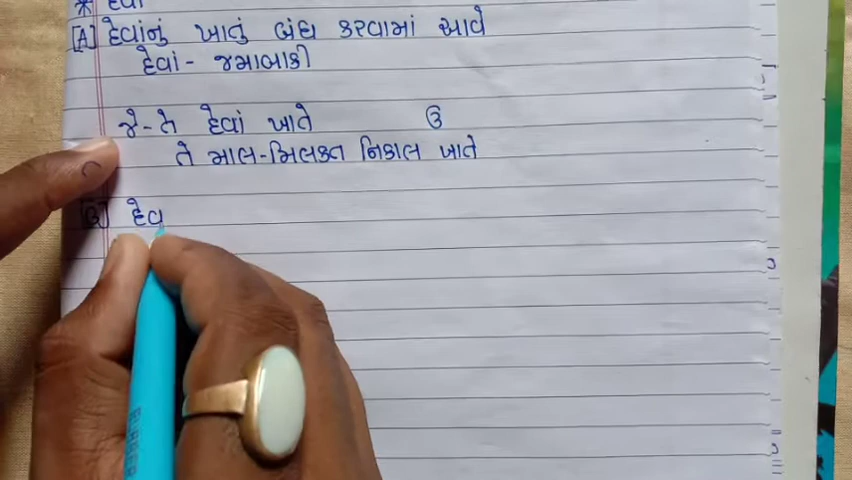 * દેવાં
[A] દેવાંનું ખાતું બંધ કરવામાં આવે
દેવાં - જમાબાકી
જે-તે દેવાં ખાતે ઉ
તે માલ-મિલકત નિકાલ ખાતે
[B] દેવ